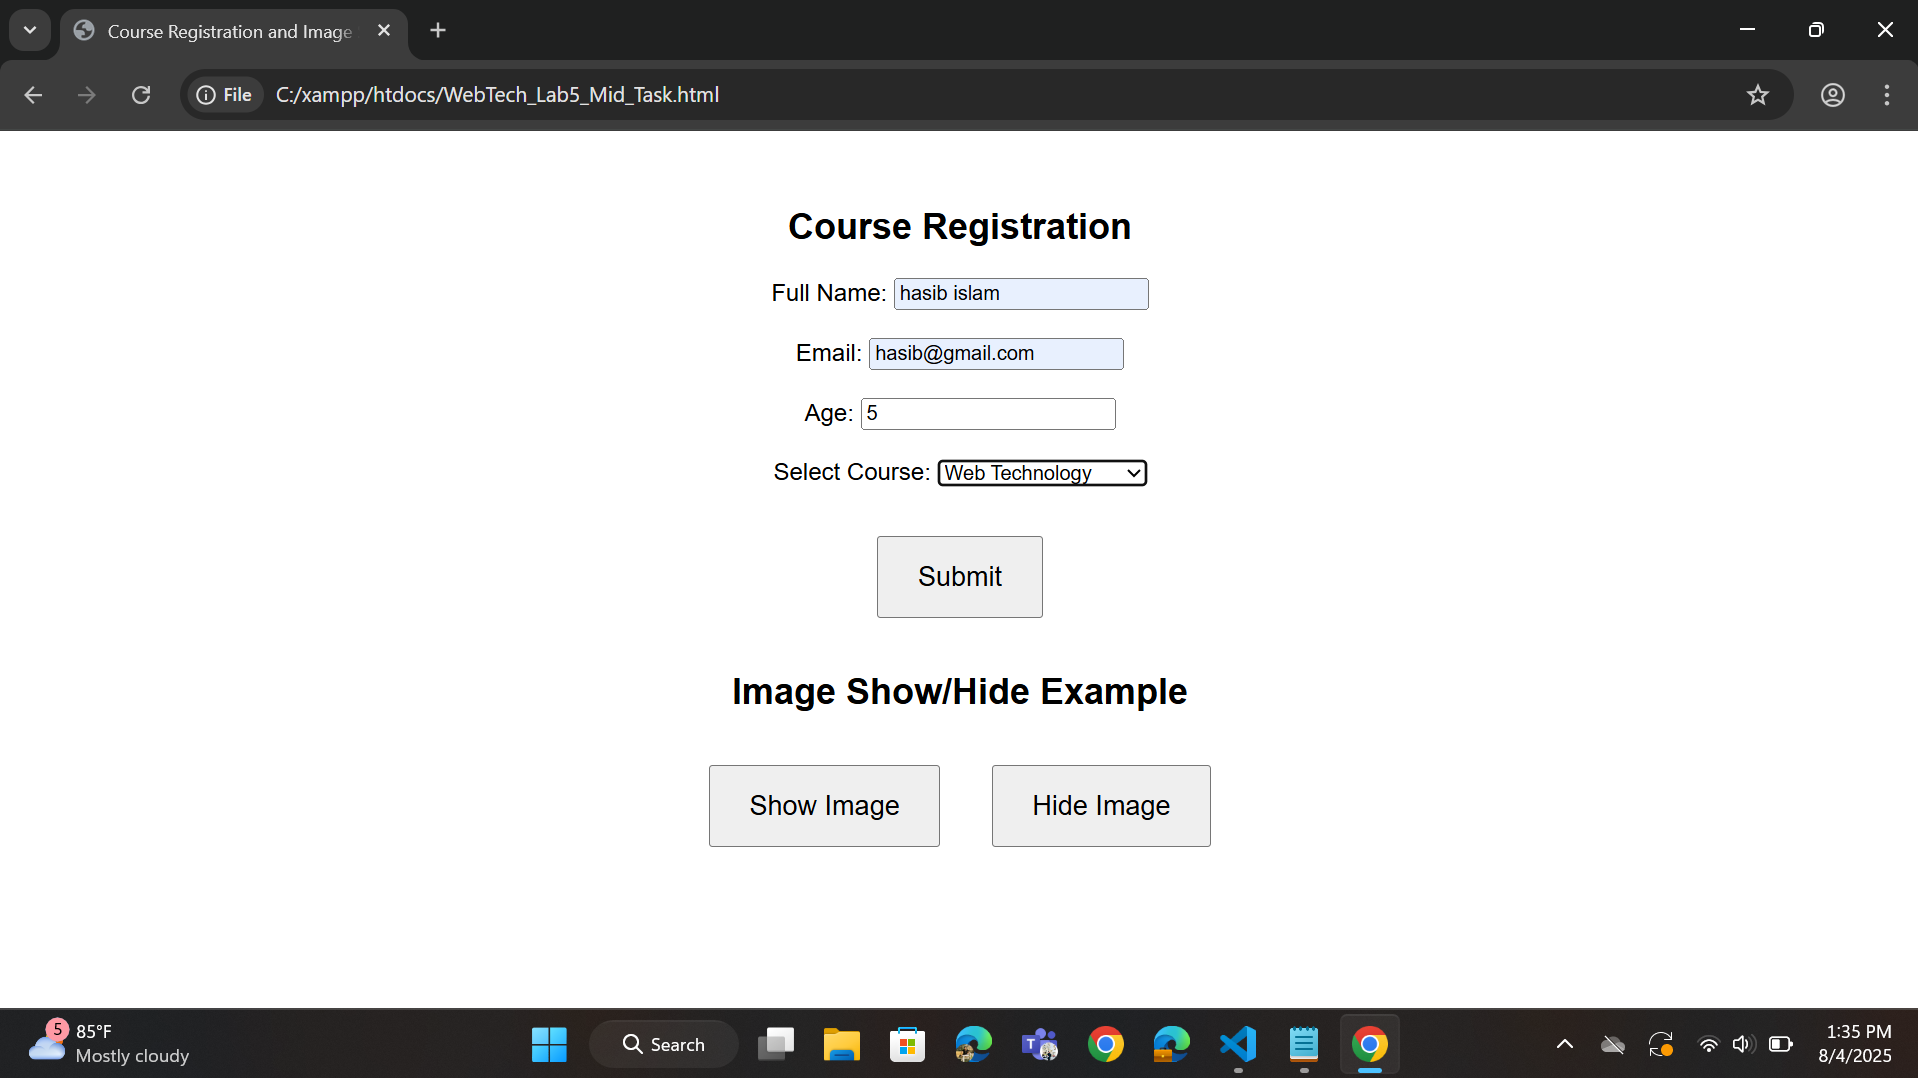 Course Registration and Image
File C:/xampp/htdocs/WebTech_Lab5_Mid_Task.html
Course Registration
Full Name: hasib islam
Email: hasib@gmail.com
Age: 5
Select Course: Web Technology
Submit
Image Show/Hide Example
Show Image Hide Image
5 85°F
Mostly cloudy
Search
T
1:35 PM
8/4/2025